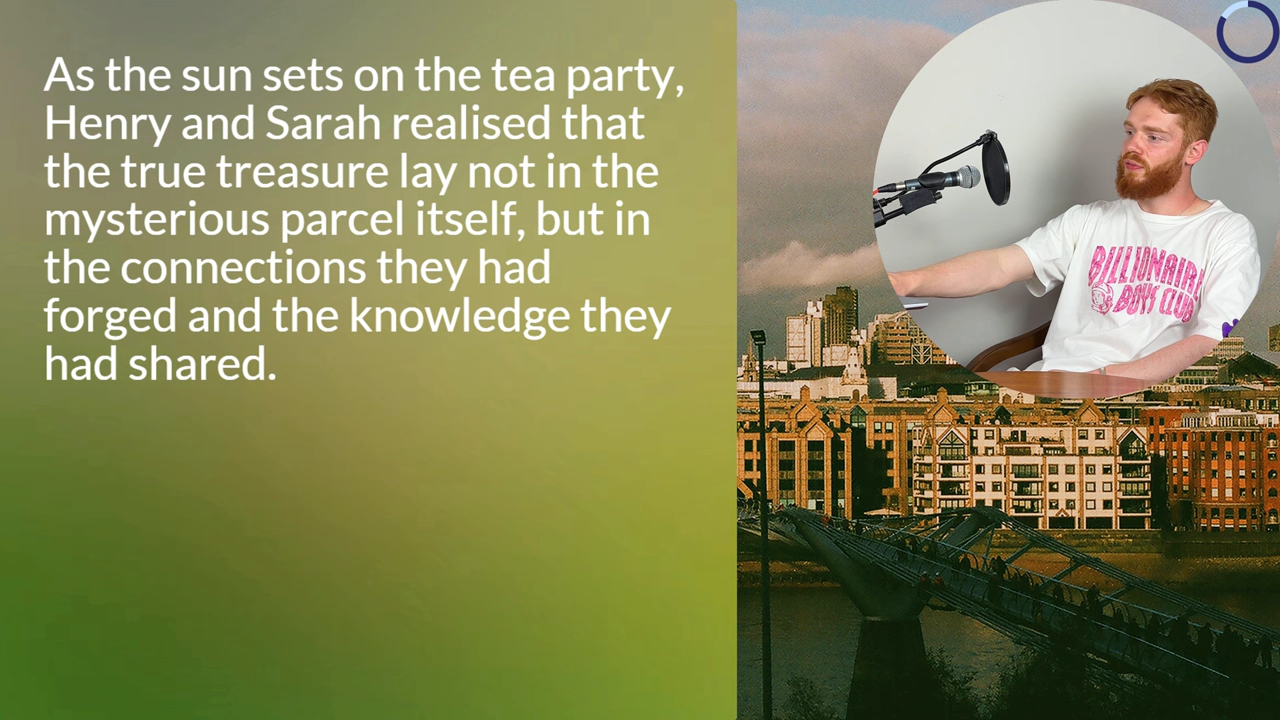 As the sun sets on the tea party,
Henry and Sarah realised that
the true treasure lay not in the
mysterious parcel itself, but in
the connections they had
forged and the knowledge they
had shared.
BILLIONAIRE
BOYS CLUB